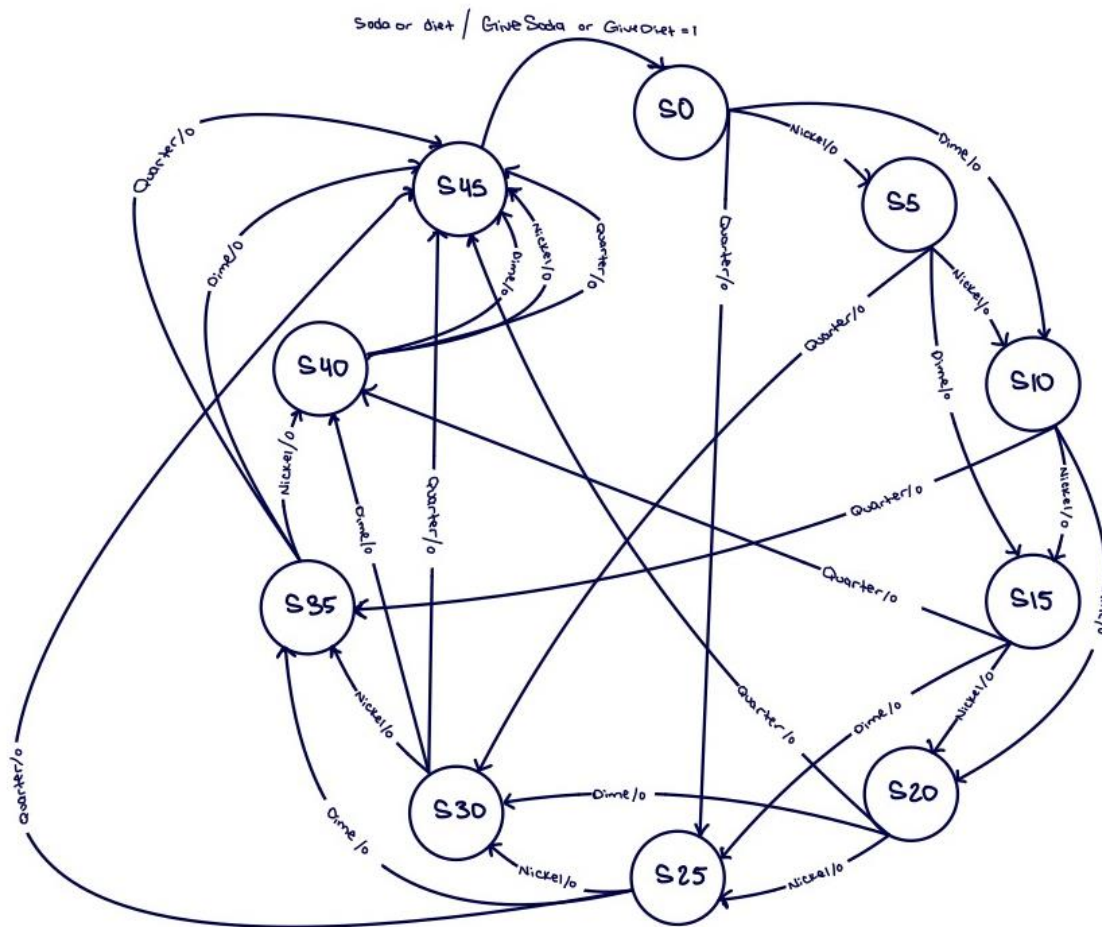 Soda or diet / GiveSoda or GiveDiet = 1
S0
Nickel/0
Dime/0
Quarter/0
S45
S5
Quarter/0
Dime/0
Dime/0
Nickel/0
Quarter/0
Nickel/0
Quarter/0
S40
Dime/0
S10
Nickel/0
Dime/0
Quarter/0
Quarter/0
Nickel/0
Quarter/0
S35
S15
Nickel/0
Dime/0
Quarter/0
Nickel/0
Quarter/0
Dime/0
S30
Dime/0
S20
Dime/0
Nickel/0
S25
Nickel/0